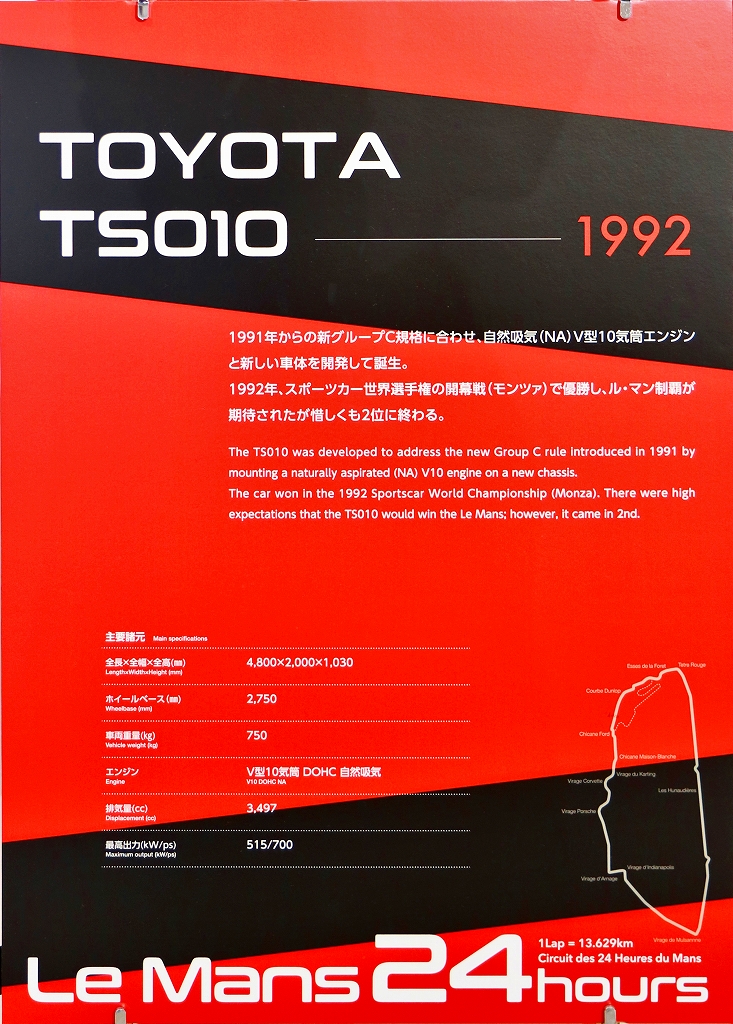 TOYOTA
TS010
1992
1991年からの新グループC規格に合わせ、自然吸気(NA)V型10気筒エンジン
と新しい車体を開発して誕生。
1992年、スポーツカー世界選手権の開幕戦(モンツァ)で優勝し、ル・マン制覇が
期待されたが惜しくも2位に終わる。
The TS010 was developed to address the new Group C rule introduced in 1991 by
mounting a naturally aspirated (NA) V10 engine on a new chassis.
The car won in the 1992 Sportscar World Championship (Monza). There were high
expectations that the TS010 would win the Le Mans; however, it came in 2nd.
主要諸元 Main specifications
全長×全幅×全高(㎜) 4,800×2,000×1,030
LengthxWidthxHeight (mm)
ホイールベース(㎜) 2,750
Wheelbase (mm)
車両重量(㎏) 750
Vehicle weight (kg)
エンジン V型10気筒 DOHC 自然吸気
Engine V10 DOHC NA
排気量(cc) 3,497
Displacement (cc)
最高出力(kW/ps) 515/700
Maximum output (kW/ps)
Esses de la Foret
Tetre Rouge
Courbe Dunlop
Chicane Ford
Chicane Maison-Blanche
Virage du Karting
Virage Corvette
Les Hunaudières
Virage Porsche
Virage d'Indianapolis
Virage d'Arnage
Virage de Mulsannne
1Lap = 13.629km
Circuit des 24 Heures du Mans
Le Mans 24 hours